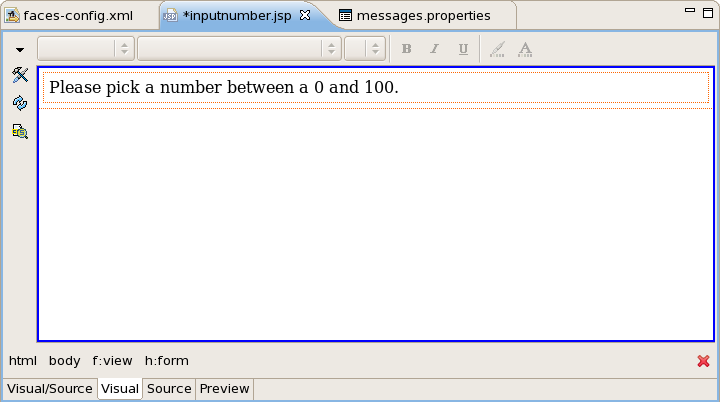 faces-config.xml *inputnumber.jsp messages.properties
B I U A
Please pick a number between a 0 and 100.
html body f:view h:form
Visual/Source Visual Source Preview